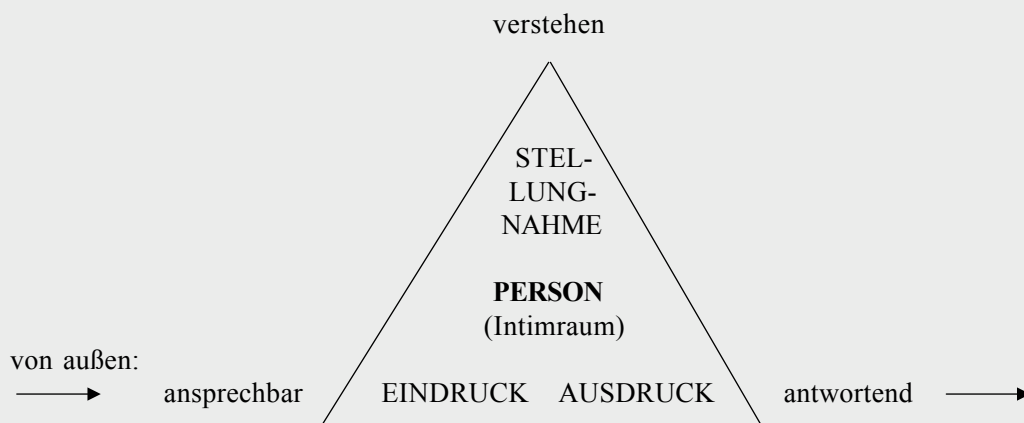 verstehen
STEL-
LUNG-
NAHME
PERSON
(Intimraum)
von außen:
ansprechbar EINDRUCK AUSDRUCK antwortend